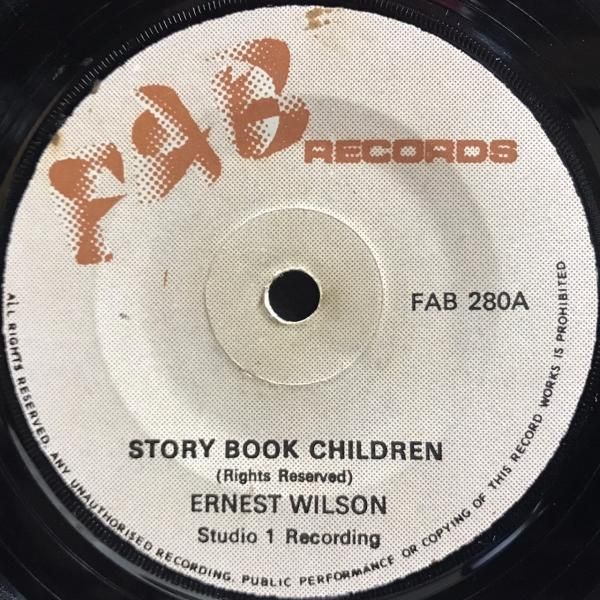 FAB
RECORDS
FAB 280A
STORY BOOK CHILDREN
(Rights Reserved)
ERNEST WILSON
Studio 1 Recording
ALL RIGHTS RESERVED. ANY UNAUTHORISED RECORDING, PUBLIC PERFORMANCE OR COPYING OF THIS RECORD WORKS IS PROHIBITED